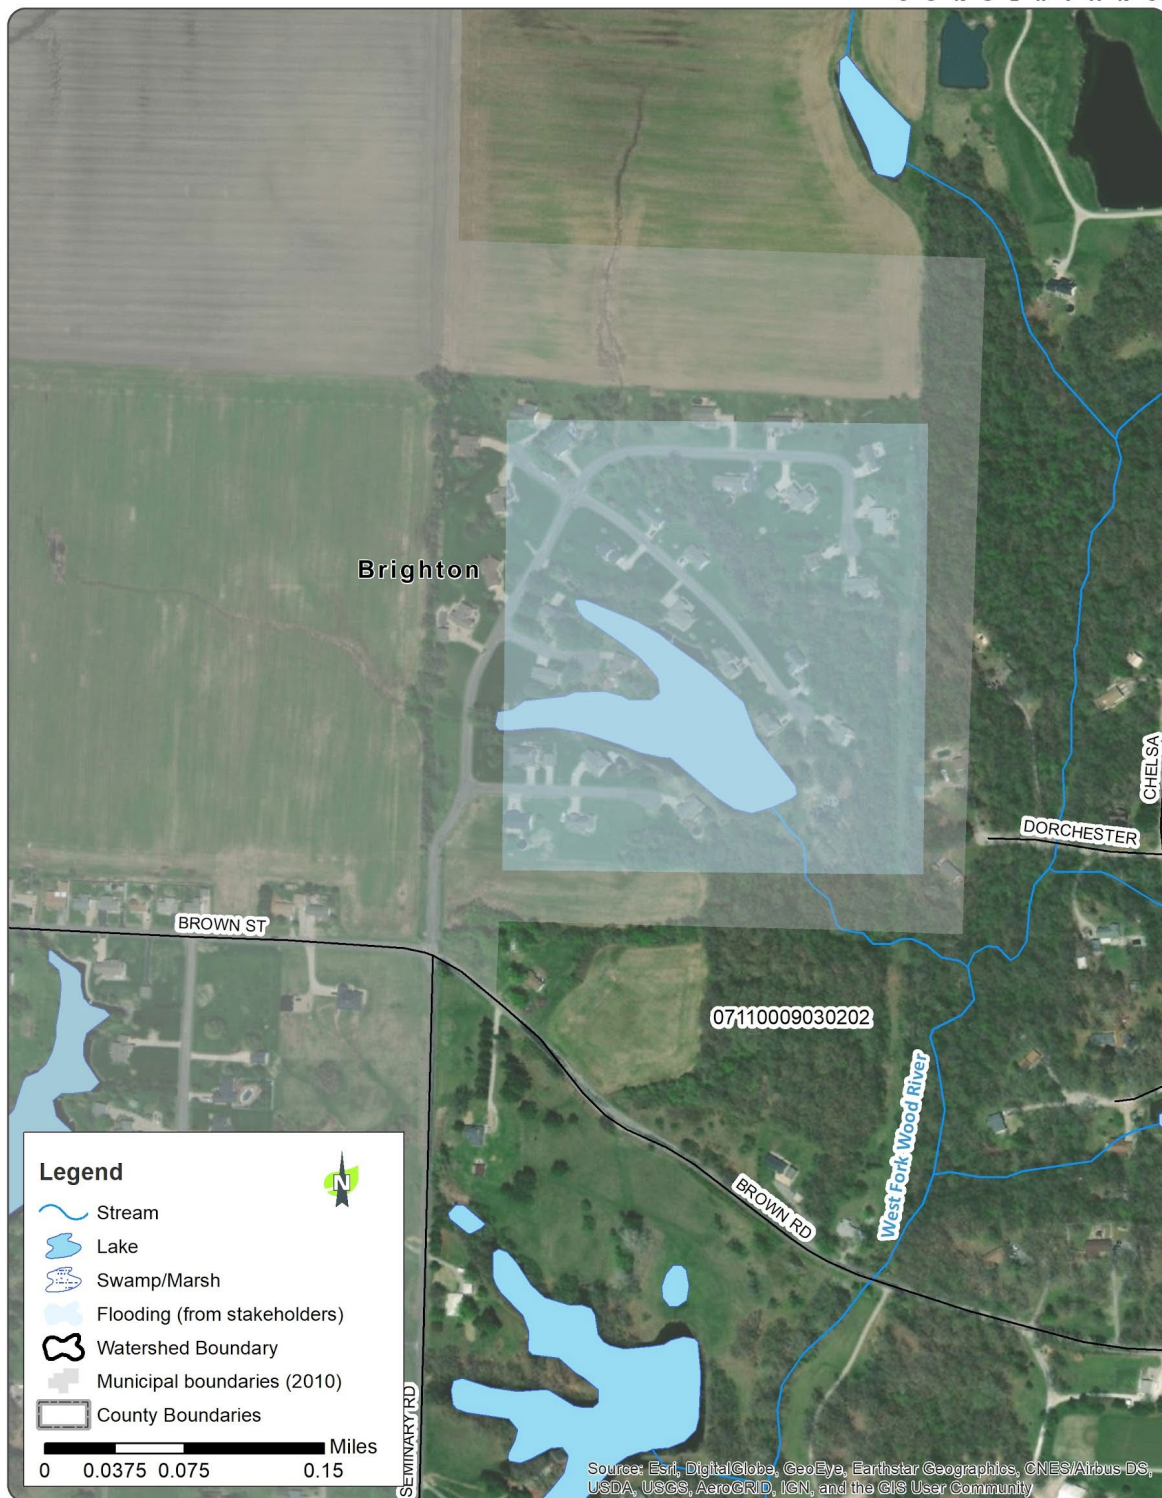 Brighton
CHELSA
DORCHESTER
BROWN ST
07110009030202
West Fork Wood River
BROWN RD
SEMINARY RD
Legend
N
Stream
Lake
Swamp/Marsh
Flooding (from stakeholders)
Watershed Boundary
Municipal boundaries (2010)
County Boundaries
Miles
0 0.0375 0.075 0.15
Source: Esri, DigitalGlobe, GeoEye, Earthstar Geographics, CNES/Airbus DS,
USDA, USGS, AeroGRID, IGN, and the GIS User Community